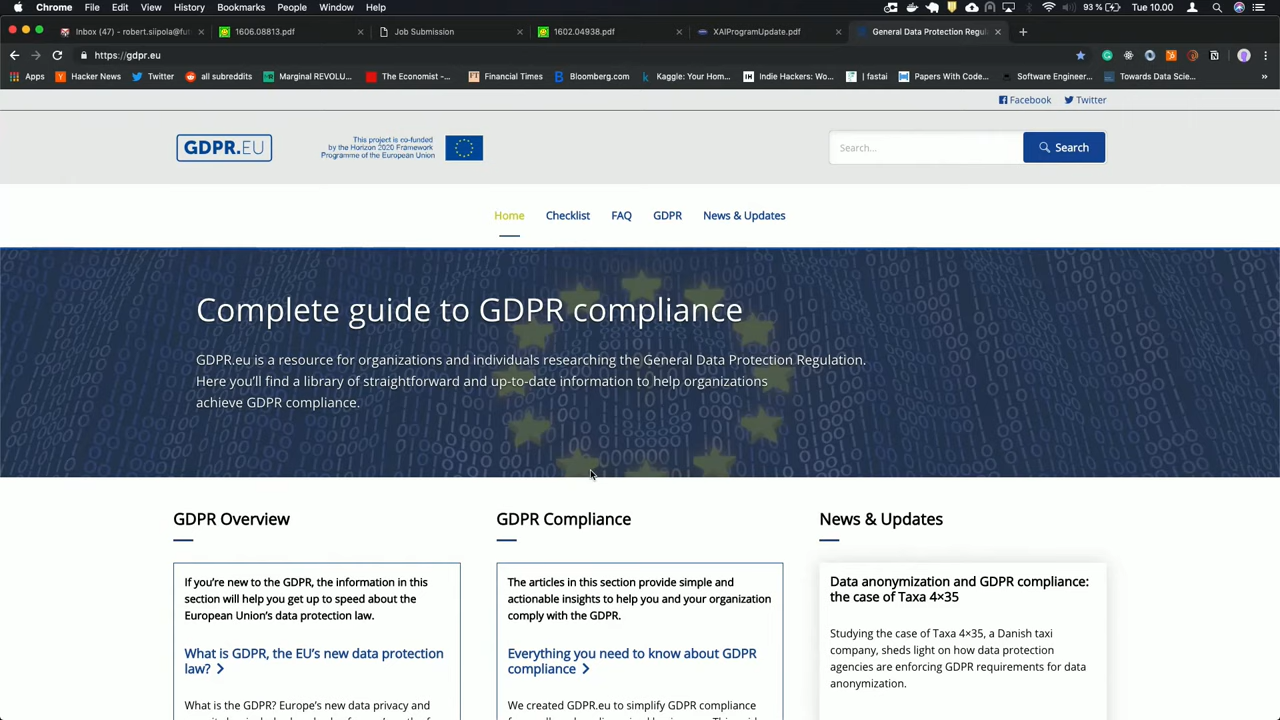 Chrome File Edit View History Bookmarks People Window Help 93 % Tue 10.00
Inbox (47) - robert.siipola@fut
1606.08813.pdf
Job Submission
1602.04938.pdf
XAIProgramUpdate.pdf
General Data Protection Regul
https://gdpr.eu
Apps Hacker News Twitter all subreddits Marginal REVOLU... The Economist -... Financial Times Bloomberg.com Kaggle: Your Hom... Indie Hackers: Wo... | fastai Papers With Code... Software Engineer... Towards Data Scie... »
Facebook Twitter
GDPR.EU
This project is co-funded
by the Horizon 2020 Framework
Programme of the European Union
Search...
Search
Home Checklist FAQ GDPR News & Updates
Complete guide to GDPR compliance
GDPR.eu is a resource for organizations and individuals researching the General Data Protection Regulation.
Here you'll find a library of straightforward and up-to-date information to help organizations
achieve GDPR compliance.
GDPR Overview
If you're new to the GDPR, the information in this
section will help you get up to speed about the
European Union's data protection law.
What is GDPR, the EU's new data protection
law?
What is the GDPR? Europe's new data privacy and
GDPR Compliance
The articles in this section provide simple and
actionable insights to help you and your organization
comply with the GDPR.
Everything you need to know about GDPR
compliance
We created GDPR.eu to simplify GDPR compliance
News & Updates
Data anonymization and GDPR compliance:
the case of Taxa 4×35
Studying the case of Taxa 4×35, a Danish taxi
company, sheds light on how data protection
agencies are enforcing GDPR requirements for data
anonymization.